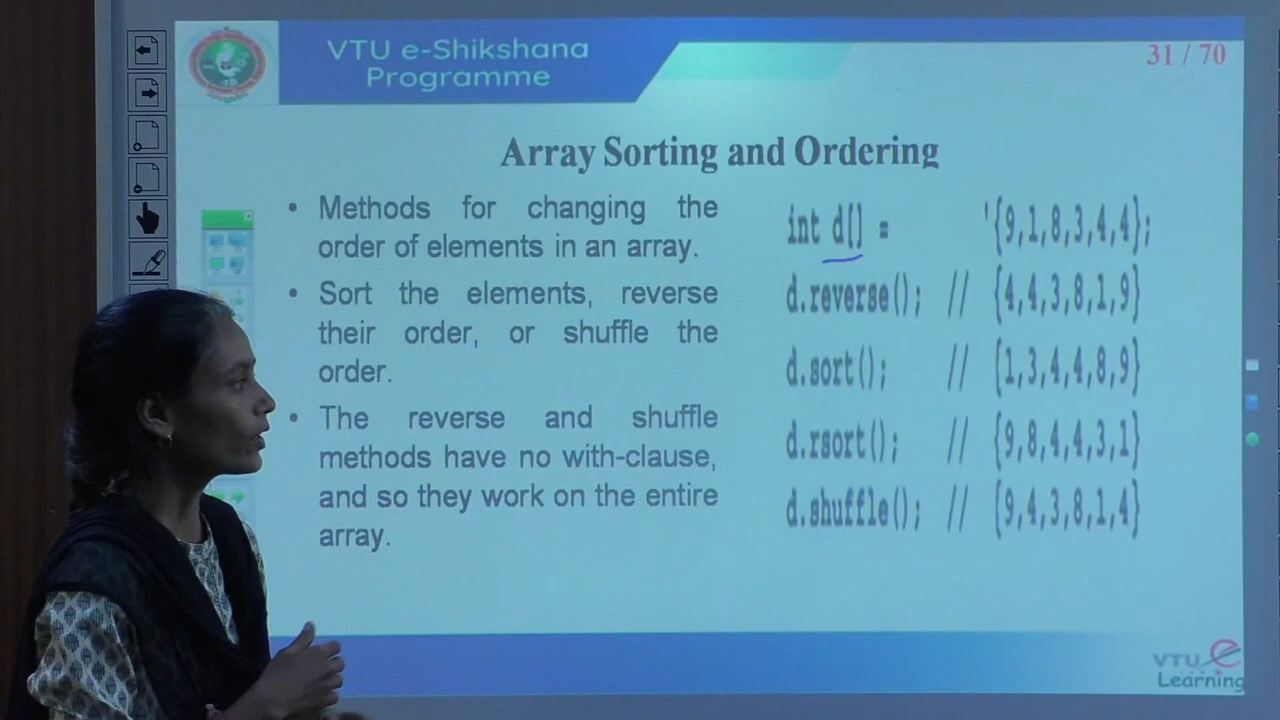 VTU e-Shikshana
Programme
31 / 70
Array Sorting and Ordering
• Methods for changing the
order of elements in an array.
• Sort the elements, reverse
their order, or shuffle the
order.
• The reverse and shuffle
methods have no with-clause,
and so they work on the entire
array.
int d[] = '{9,1,8,3,4,4};
d.reverse(); // {4,4,3,8,1,9}
d.sort(); // {1,3,4,4,8,9}
d.rsort(); // {9,8,4,4,3,1}
d.shuffle(); // {9,4,3,8,1,4}
VTU e
Learning